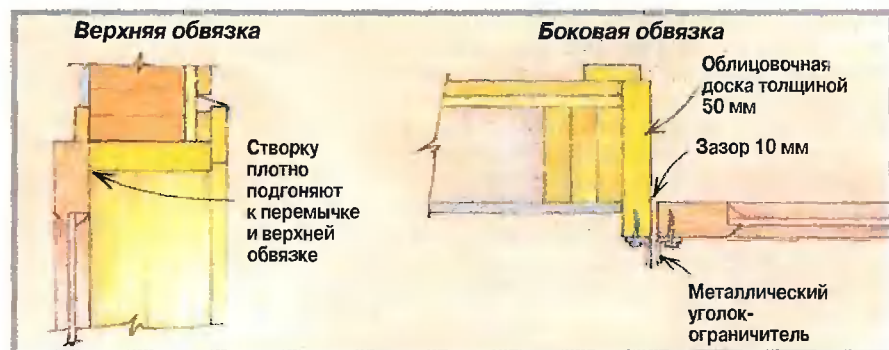 Верхняя обвязка
Створку
плотно
подгоняют
к перемычке
и верхней
обвязке
Боковая обвязка
Облицовочная
доска толщиной
50 мм
Зазор 10 мм
Металлический
уголок-
ограничитель